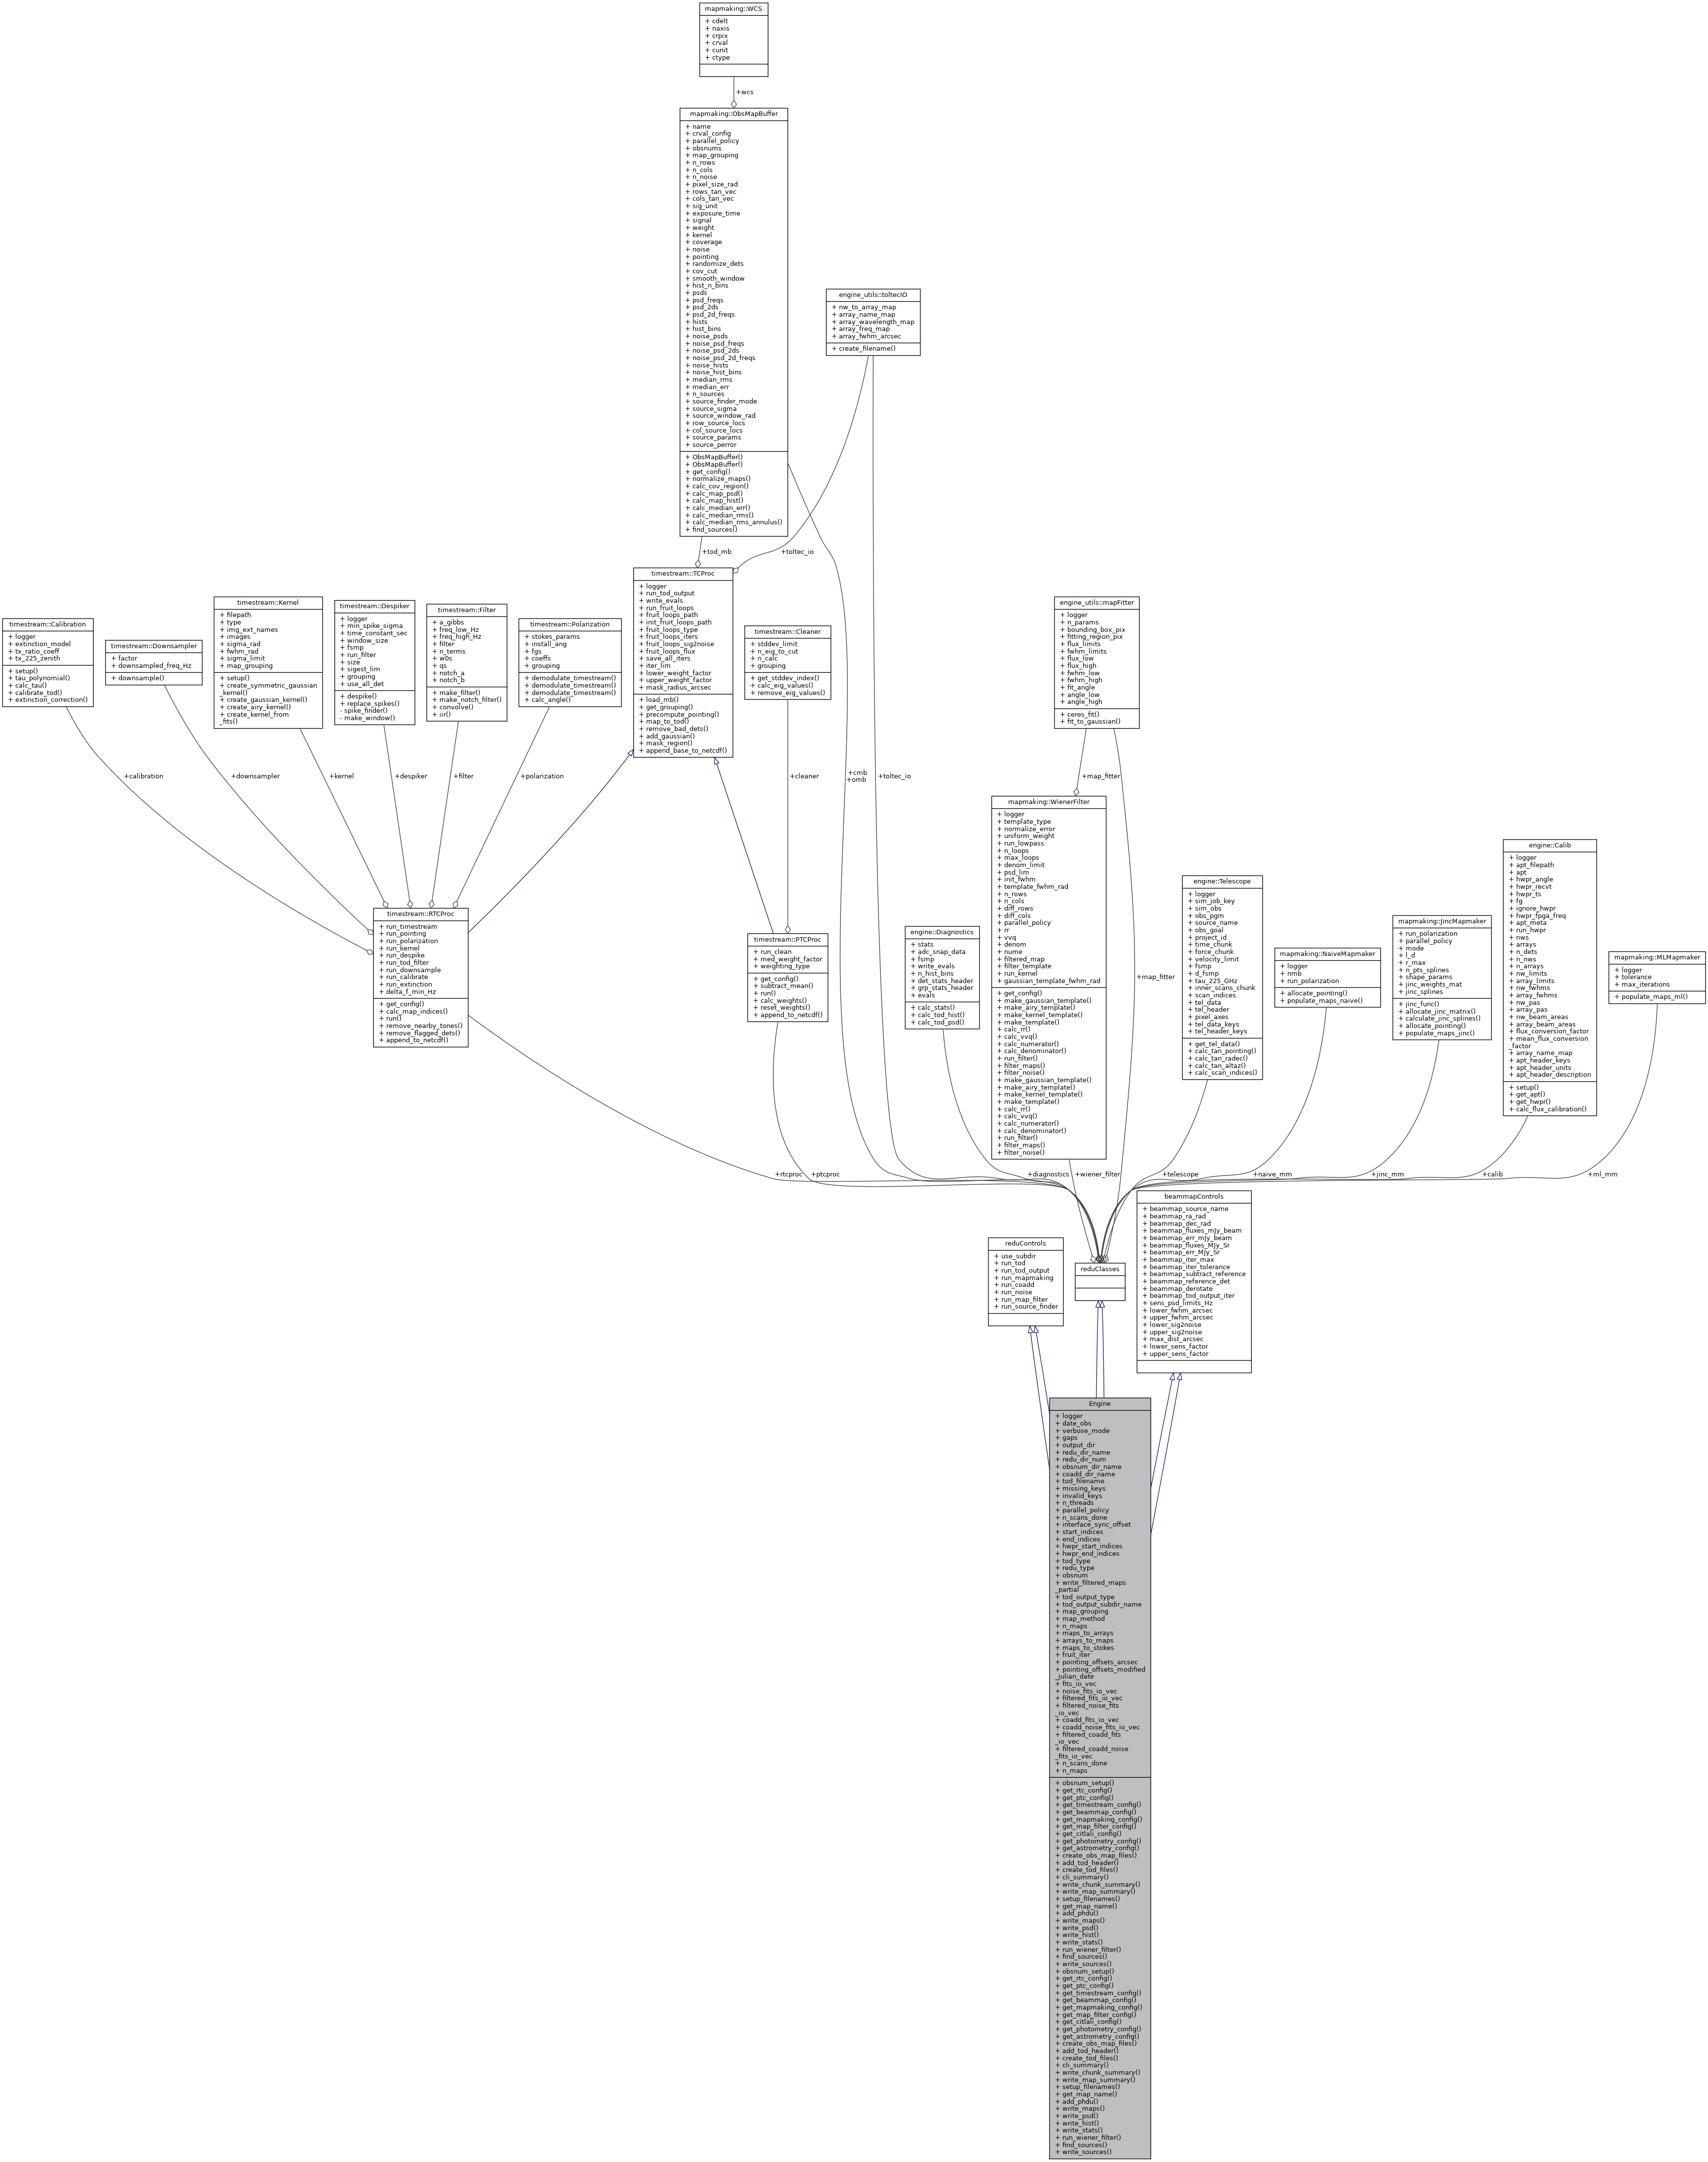 mapmaking::WCS
+ cdelt
+ naxis
+ crpix
+ crval
+ cunit
+ ctype
+wcs
mapmaking::ObsMapBuffer
+ name
+ crval_config
+ parallel_policy
+ obsnums
+ map_grouping
+ n_rows
+ n_cols
+ n_noise
+ pixel_size_rad
+ rows_tan_vec
+ cols_tan_vec
+ sig_unit
+ exposure_time
+ signal
+ weight
+ kernel
+ coverage
+ noise
+ pointing
+ randomize_dets
+ cov_cut
+ smooth_window
+ hist_n_bins
+ psds
+ psd_freqs
+ psd_2ds
+ psd_2d_freqs
+ hists
+ hist_bins
+ noise_psds
+ noise_psd_freqs
+ noise_psd_2ds
+ noise_psd_2d_freqs
+ noise_hists
+ noise_hist_bins
+ median_rms
+ median_err
+ n_sources
+ source_finder_mode
+ source_sigma
+ source_window_rad
+ row_source_locs
+ col_source_locs
+ source_params
+ source_perror
+ ObsMapBuffer()
+ ObsMapBuffer()
+ get_config()
+ normalize_maps()
+ calc_cov_region()
+ calc_map_psd()
+ calc_map_hist()
+ calc_median_err()
+ calc_median_rms()
+ calc_median_rms_annulus()
+ find_sources()
engine_utils::toltecIO
+ nw_to_array_map
+ array_name_map
+ array_wavelength_map
+ array_freq_map
+ array_fwhm_arcsec
+ create_filename()
+tod_mb
+toltec_io
timestream::Calibration
+ logger
+ extinction_model
+ tx_ratio_coeff
+ tx_225_zenith
+ setup()
+ tau_polynomial()
+ calc_tau()
+ calibrate_tod()
+ extinction_correction()
timestream::Downsampler
+ factor
+ downsampled_freq_Hz
+ downsample()
timestream::Kernel
+ filepath
+ type
+ img_ext_names
+ images
+ sigma_rad
+ fwhm_rad
+ sigma_limit
+ map_grouping
+ setup()
+ create_symmetric_gaussian
_kernel()
+ create_gaussian_kernel()
+ create_airy_kernel()
+ create_kernel_from
_fits()
timestream::Despiker
+ logger
+ min_spike_sigma
+ time_constant_sec
+ window_size
+ fsmp
+ run_filter
+ size
+ sigest_lim
+ grouping
+ use_all_det
+ despike()
+ replace_spikes()
- spike_finder()
- make_window()
timestream::Filter
+ a_gibbs
+ freq_low_Hz
+ freq_high_Hz
+ filter
+ n_terms
+ w0s
+ qs
+ notch_a
+ notch_b
+ make_filter()
+ make_notch_filter()
+ convolve()
+ iir()
timestream::Polarization
+ stokes_params
+ install_ang
+ fgs
+ coeffs
+ grouping
+ demodulate_timestream()
+ demodulate_timestream()
+ demodulate_timestream()
+ calc_angle()
timestream::TCProc
+ logger
+ run_tod_output
+ write_evals
+ run_fruit_loops
+ fruit_loops_path
+ init_fruit_loops_path
+ fruit_loops_type
+ fruit_loops_iters
+ fruit_loops_sig2noise
+ fruit_loops_flux
+ save_all_iters
+ iter_lim
+ lower_weight_factor
+ upper_weight_factor
+ mask_radius_arcsec
+ load_mb()
+ get_grouping()
+ precompute_pointing()
+ map_to_tod()
+ remove_bad_dets()
+ add_gaussian()
+ mask_region()
+ append_base_to_netcdf()
timestream::Cleaner
+ stddev_limit
+ n_eig_to_cut
+ n_calc
+ grouping
+ get_stddev_index()
+ calc_eig_values()
+ remove_eig_values()
engine_utils::mapFitter
+ logger
+ n_params
+ bounding_box_pix
+ fitting_region_pix
+ flux_limits
+ fwhm_limits
+ flux_low
+ flux_high
+ fwhm_low
+ fwhm_high
+ fit_angle
+ angle_low
+ angle_high
+ ceres_fit()
+ fit_to_gaussian()
+calibration
+downsampler
+kernel
+despiker
+filter
+polarization
+cleaner
+cmb
+omb
+toltec_io
+map_fitter
timestream::RTCProc
+ run_timestream
+ run_pointing
+ run_polarization
+ run_kernel
+ run_despike
+ run_tod_filter
+ run_downsample
+ run_calibrate
+ run_extinction
+ delta_f_min_Hz
+ get_config()
+ calc_map_indices()
+ run()
+ remove_nearby_tones()
+ remove_flagged_dets()
+ append_to_netcdf()
timestream::PTCProc
+ run_clean
+ med_weight_factor
+ weighting_type
+ get_config()
+ subtract_mean()
+ run()
+ calc_weights()
+ reset_weights()
+ append_to_netcdf()
engine::Diagnostics
+ stats
+ adc_snap_data
+ fsmp
+ write_evals
+ n_hist_bins
+ det_stats_header
+ grp_stats_header
+ evals
+ calc_stats()
+ calc_tod_hist()
+ calc_tod_psd()
mapmaking::WienerFilter
+ logger
+ template_type
+ normalize_error
+ uniform_weight
+ run_lowpass
+ n_loops
+ max_loops
+ denom_limit
+ psd_lim
+ init_fwhm
+ template_fwhm_rad
+ n_rows
+ n_cols
+ diff_rows
+ diff_cols
+ parallel_policy
+ rr
+ vvq
+ denom
+ nume
+ filtered_map
+ filter_template
+ run_kernel
+ gaussian_template_fwhm_rad
+ get_config()
+ make_gaussian_template()
+ make_airy_template()
+ make_kernel_template()
+ make_template()
+ calc_rr()
+ calc_vvq()
+ calc_numerator()
+ calc_denominator()
+ run_filter()
+ filter_maps()
+ filter_noise()
+ make_gaussian_template()
+ make_airy_template()
+ make_kernel_template()
+ make_template()
+ calc_rr()
+ calc_vvq()
+ calc_numerator()
+ calc_denominator()
+ run_filter()
+ filter_maps()
+ filter_noise()
+map_fitter
engine::Telescope
+ logger
+ sim_job_key
+ sim_obs
+ obs_pgm
+ source_name
+ obs_goal
+ project_id
+ time_chunk
+ force_chunk
+ velocity_limit
+ fsmp
+ d_fsmp
+ tau_225_GHz
+ inner_scans_chunk
+ scan_indices
+ tel_data
+ tel_header
+ pixel_axes
+ tel_data_keys
+ tel_header_keys
+ get_tel_data()
+ calc_tan_pointing()
+ calc_tan_radec()
+ calc_tan_altaz()
+ calc_scan_indices()
mapmaking::NaiveMapmaker
+ logger
+ nmb
+ run_polarization
+ allocate_pointing()
+ populate_maps_naive()
mapmaking::JincMapmaker
+ run_polarization
+ parallel_policy
+ mode
+ l_d
+ r_max
+ n_pts_splines
+ shape_params
+ jinc_weights_mat
+ jinc_splines
+ jinc_func()
+ allocate_jinc_matrix()
+ calculate_jinc_splines()
+ allocate_pointing()
+ populate_maps_jinc()
engine::Calib
+ logger
+ apt_filepath
+ apt
+ hwpr_angle
+ hwpr_recvt
+ hwpr_ts
+ fg
+ ignore_hwpr
+ hwpr_fpga_freq
+ apt_meta
+ run_hwpr
+ nws
+ arrays
+ n_dets
+ n_nws
+ n_arrays
+ nw_limits
+ array_limits
+ nw_fwhms
+ array_fwhms
+ nw_pas
+ array_pas
+ nw_beam_areas
+ array_beam_areas
+ flux_conversion_factor
+ mean_flux_conversion
_factor
+ array_name_map
+ apt_header_keys
+ apt_header_units
+ apt_header_description
+ setup()
+ get_apt()
+ get_hwpr()
+ calc_flux_calibration()
mapmaking::MLMapmaker
+ logger
+ tolerance
+ max_iterations
+ populate_maps_ml()
+rtcproc
+ptcproc
+diagnostics
+wiener_filter
+telescope
+naive_mm
+jinc_mm
+calib
+ml_mm
reduControls
+ use_subdir
+ run_tod
+ run_tod_output
+ run_mapmaking
+ run_coadd
+ run_noise
+ run_map_filter
+ run_source_finder
reduClasses
beammapControls
+ beammap_source_name
+ beammap_ra_rad
+ beammap_dec_rad
+ beammap_fluxes_mJy_beam
+ beammap_err_mJy_beam
+ beammap_fluxes_MJy_Sr
+ beammap_err_MJy_Sr
+ beammap_iter_max
+ beammap_iter_tolerance
+ beammap_subtract_reference
+ beammap_reference_det
+ beammap_derotate
+ beammap_tod_output_iter
+ sens_psd_limits_Hz
+ lower_fwhm_arcsec
+ upper_fwhm_arcsec
+ lower_sig2noise
+ upper_sig2noise
+ max_dist_arcsec
+ lower_sens_factor
+ upper_sens_factor
Engine
+ logger
+ date_obs
+ verbose_mode
+ gaps
+ output_dir
+ redu_dir_name
+ redu_dir_num
+ obsnum_dir_name
+ coadd_dir_name
+ tod_filename
+ missing_keys
+ invalid_keys
+ n_threads
+ parallel_policy
+ n_scans_done
+ interface_sync_offset
+ start_indices
+ end_indices
+ hwpr_start_indices
+ hwpr_end_indices
+ tod_type
+ redu_type
+ obsnum
+ write_filtered_maps
_partial
+ tod_output_type
+ tod_output_subdir_name
+ map_grouping
+ map_method
+ n_maps
+ maps_to_arrays
+ arrays_to_maps
+ maps_to_stokes
+ fruit_iter
+ pointing_offsets_arcsec
+ pointing_offsets_modified
_julian_date
+ fits_io_vec
+ noise_fits_io_vec
+ filtered_fits_io_vec
+ filtered_noise_fits
_io_vec
+ coadd_fits_io_vec
+ coadd_noise_fits_io_vec
+ filtered_coadd_fits
_io_vec
+ filtered_coadd_noise
_fits_io_vec
+ n_scans_done
+ n_maps
+ obsnum_setup()
+ get_rtc_config()
+ get_ptc_config()
+ get_timestream_config()
+ get_beammap_config()
+ get_mapmaking_config()
+ get_map_filter_config()
+ get_citlali_config()
+ get_photometry_config()
+ get_astrometry_config()
+ create_obs_map_files()
+ add_tod_header()
+ create_tod_files()
+ cli_summary()
+ write_chunk_summary()
+ write_map_summary()
+ setup_filenames()
+ get_map_name()
+ add_phdu()
+ write_maps()
+ write_psd()
+ write_hist()
+ write_stats()
+ run_wiener_filter()
+ find_sources()
+ write_sources()
+ obsnum_setup()
+ get_rtc_config()
+ get_ptc_config()
+ get_timestream_config()
+ get_beammap_config()
+ get_mapmaking_config()
+ get_map_filter_config()
+ get_citlali_config()
+ get_photometry_config()
+ get_astrometry_config()
+ create_obs_map_files()
+ add_tod_header()
+ create_tod_files()
+ cli_summary()
+ write_chunk_summary()
+ write_map_summary()
+ setup_filenames()
+ get_map_name()
+ add_phdu()
+ write_maps()
+ write_psd()
+ write_hist()
+ write_stats()
+ run_wiener_filter()
+ find_sources()
+ write_sources()